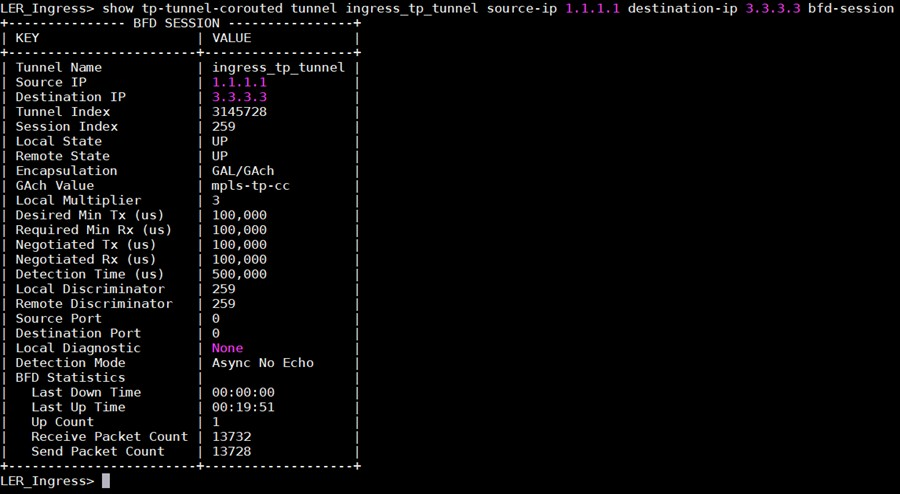 LER_Ingress> show tp-tunnel-corouted tunnel ingress_tp_tunnel source-ip 1.1.1.1 destination-ip 3.3.3.3 bfd-session
+--------------- BFD SESSION ----------------+
| KEY                    | VALUE             |
+------------------------+-------------------+
| Tunnel Name            | ingress_tp_tunnel |
| Source IP              | 1.1.1.1           |
| Destination IP         | 3.3.3.3           |
| Tunnel Index           | 3145728           |
| Session Index          | 259               |
| Local State            | UP                |
| Remote State           | UP                |
| Encapsulation          | GAL/GAch          |
| GAch Value             | mpls-tp-cc        |
| Local Multiplier       | 3                 |
| Desired Min Tx (us)    | 100,000           |
| Required Min Rx (us)   | 100,000           |
| Negotiated Tx (us)     | 100,000           |
| Negotiated Rx (us)     | 100,000           |
| Detection Time (us)    | 500,000           |
| Local Discriminator    | 259               |
| Remote Discriminator   | 259               |
| Source Port            | 0                 |
| Destination Port       | 0                 |
| Local Diagnostic       | None              |
| Detection Mode         | Async No Echo     |
| BFD Statistics         |                   |
|   Last Down Time       | 00:00:00          |
|   Last Up Time         | 00:19:51          |
|   Up Count             | 1                 |
|   Receive Packet Count | 13732             |
|   Send Packet Count    | 13728             |
+------------------------+-------------------+
LER_Ingress>